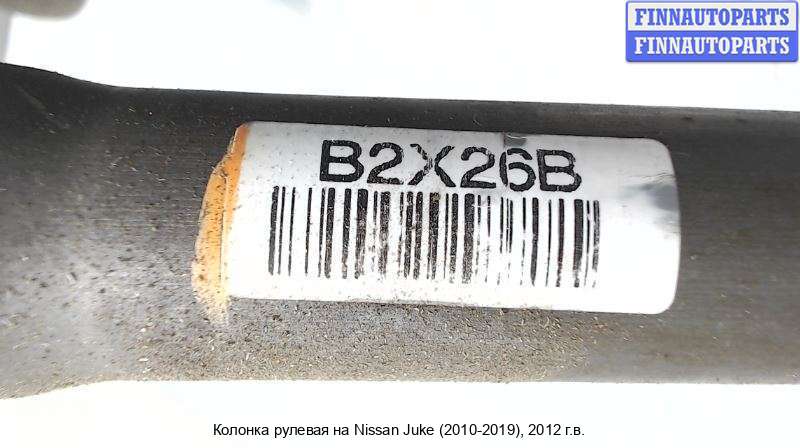 FINNAUTOPARTS
FINNAUTOPARTS
B2X26B
Колонка рулевая на Nissan Juke (2010-2019), 2012 г.в.